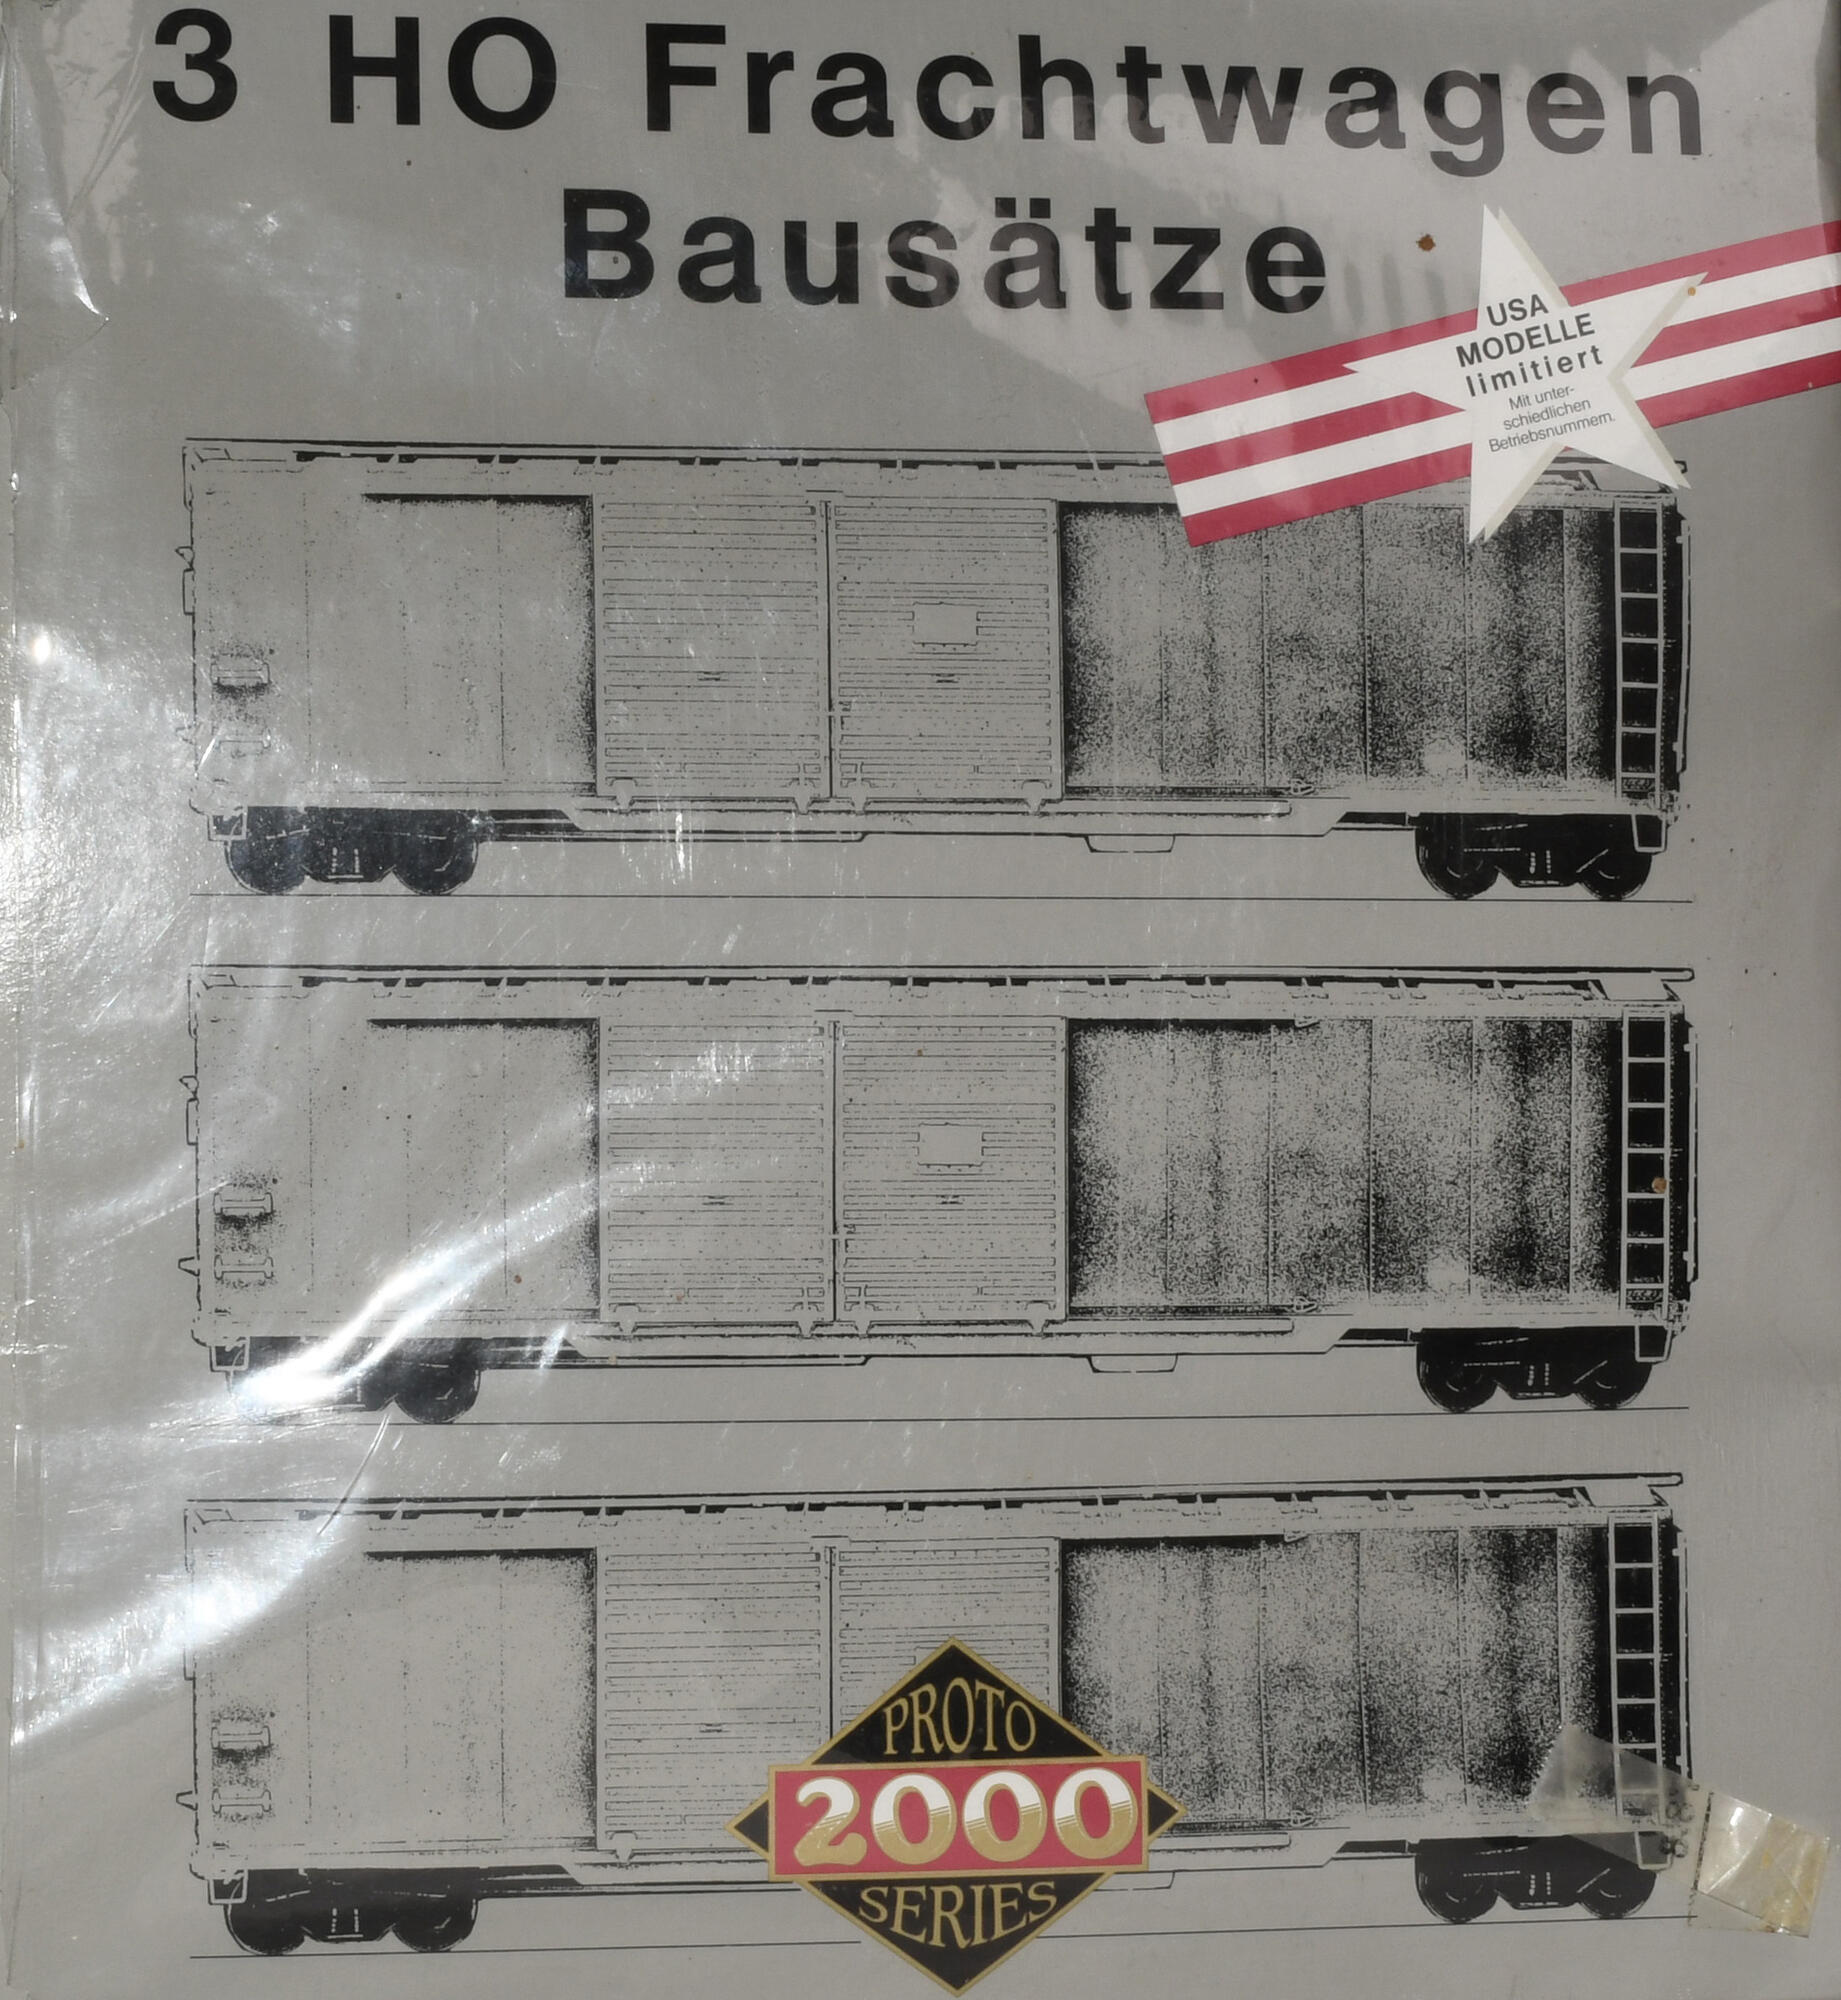 3 HO Frachtwagen
Bausätze
USA
MODELLE
limitiert
Mit unter-
schiedlichen
Betriebsnummern.
PROTO
2000
SERIES